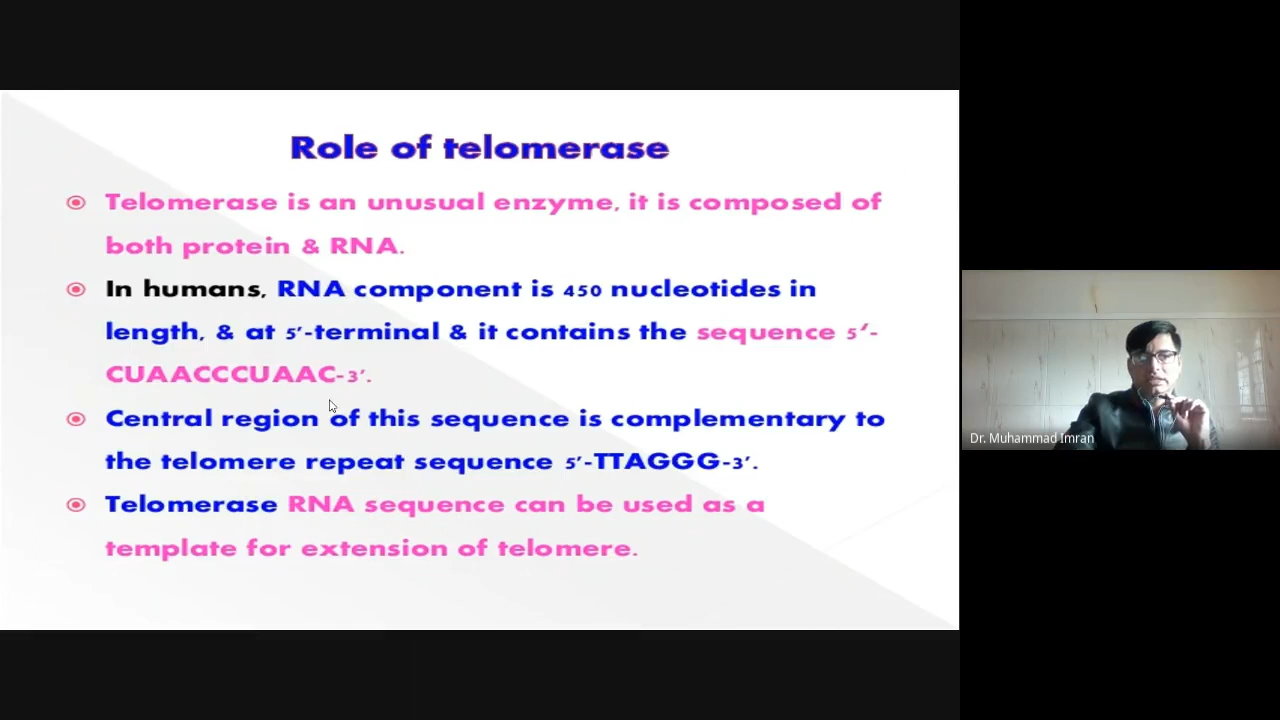 Role of telomerase
Telomerase is an unusual enzyme, it is composed of
both protein & RNA.
In humans, RNA component is 450 nucleotides in
length, & at 5’-terminal & it contains the sequence 5‘-
CUAACCCUAAC-3’.
Central region of this sequence is complementary to
the telomere repeat sequence 5’-TTAGGG-3’.
Telomerase RNA sequence can be used as a
template for extension of telomere.
Dr. Muhammad Imran